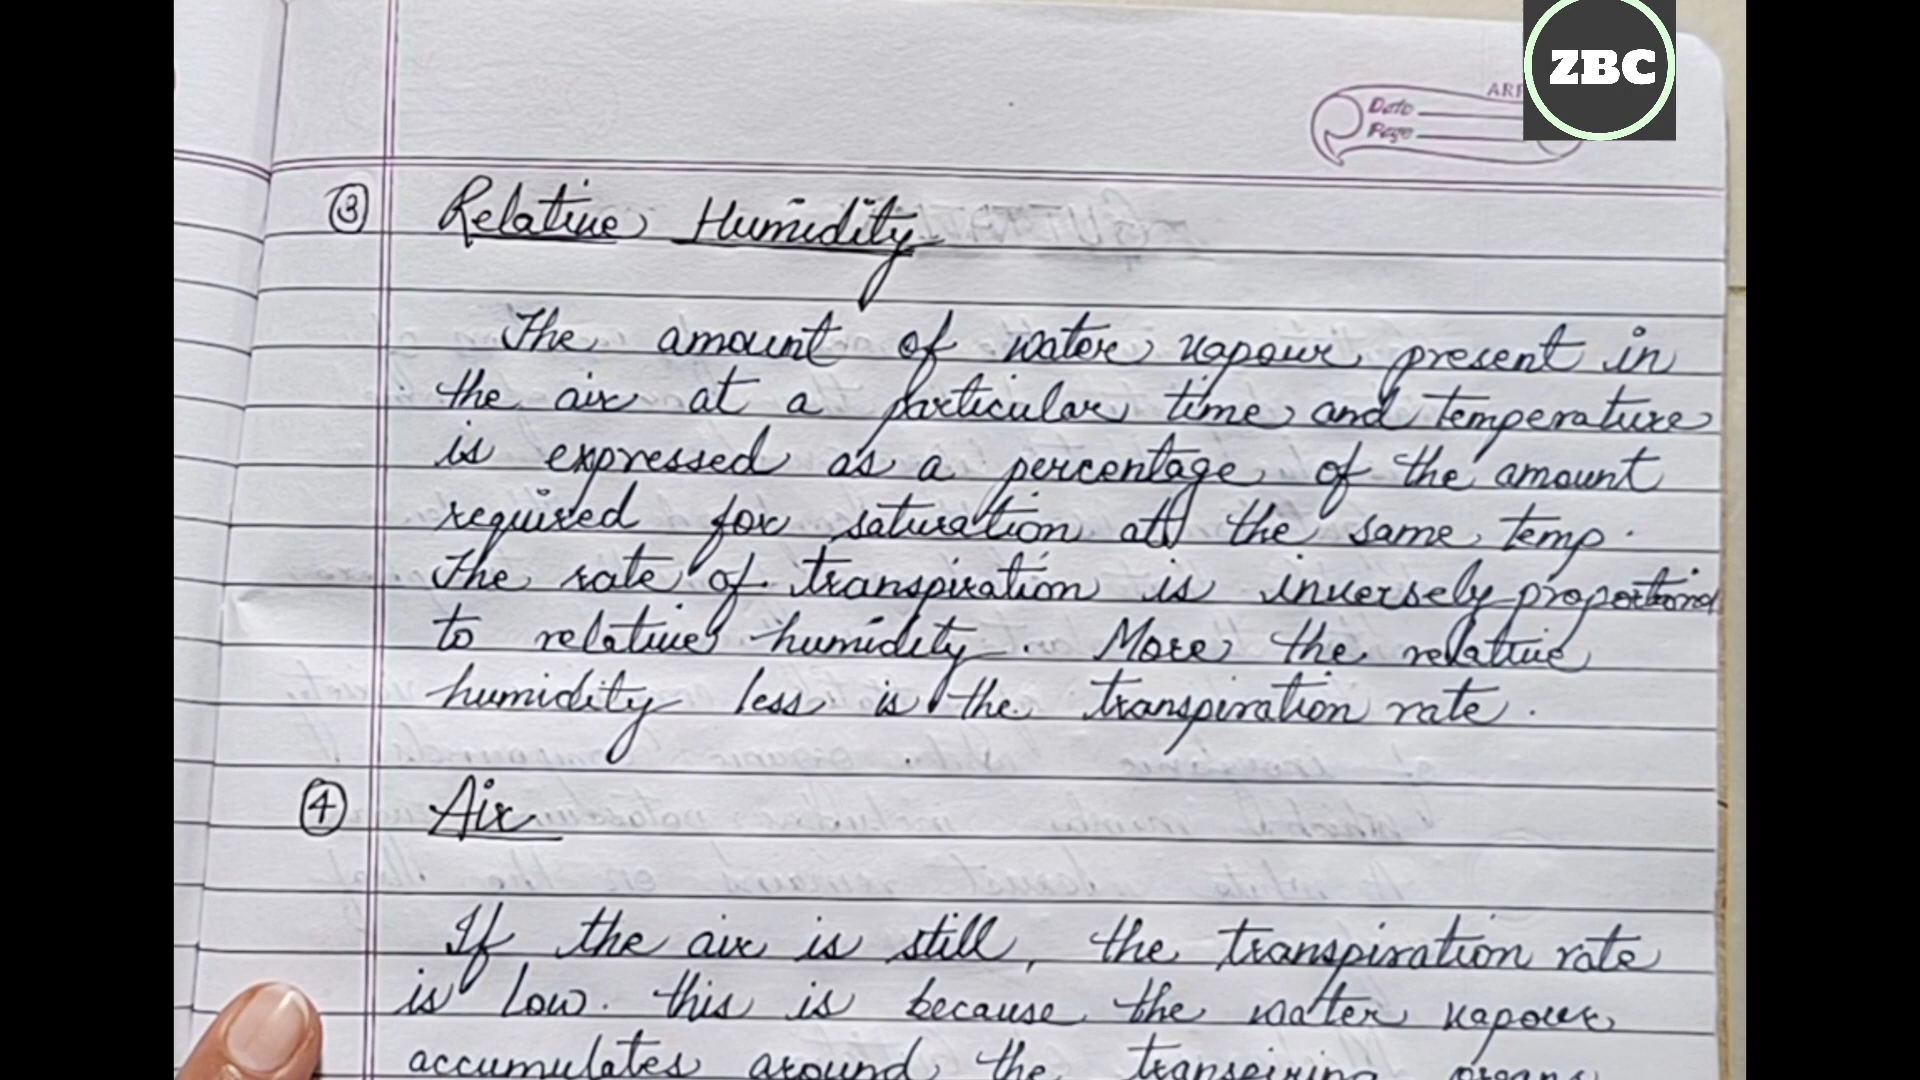 ZBC
Date
Page
③ Relative Humidity
The amount of water vapour present in
the air at a particular time and temperature
is expressed as a percentage of the amount
required for saturation at the same temp.
The rate of transpiration is inversely proportional
to relative humidity. More the relative
humidity less is the transpiration rate.
④ Air
If the air is still, the transpiration rate
is low. this is because the water vapour
accumulates around the transpiring organs